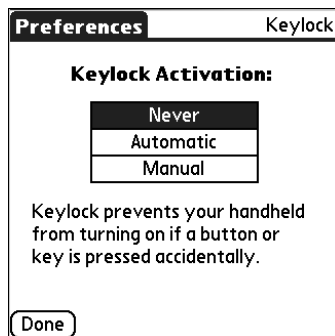 Preferences Keylock
Keylock Activation:
Never
Automatic
Manual
Keylock prevents your handheld
from turning on if a button or
key is pressed accidentally.
Done